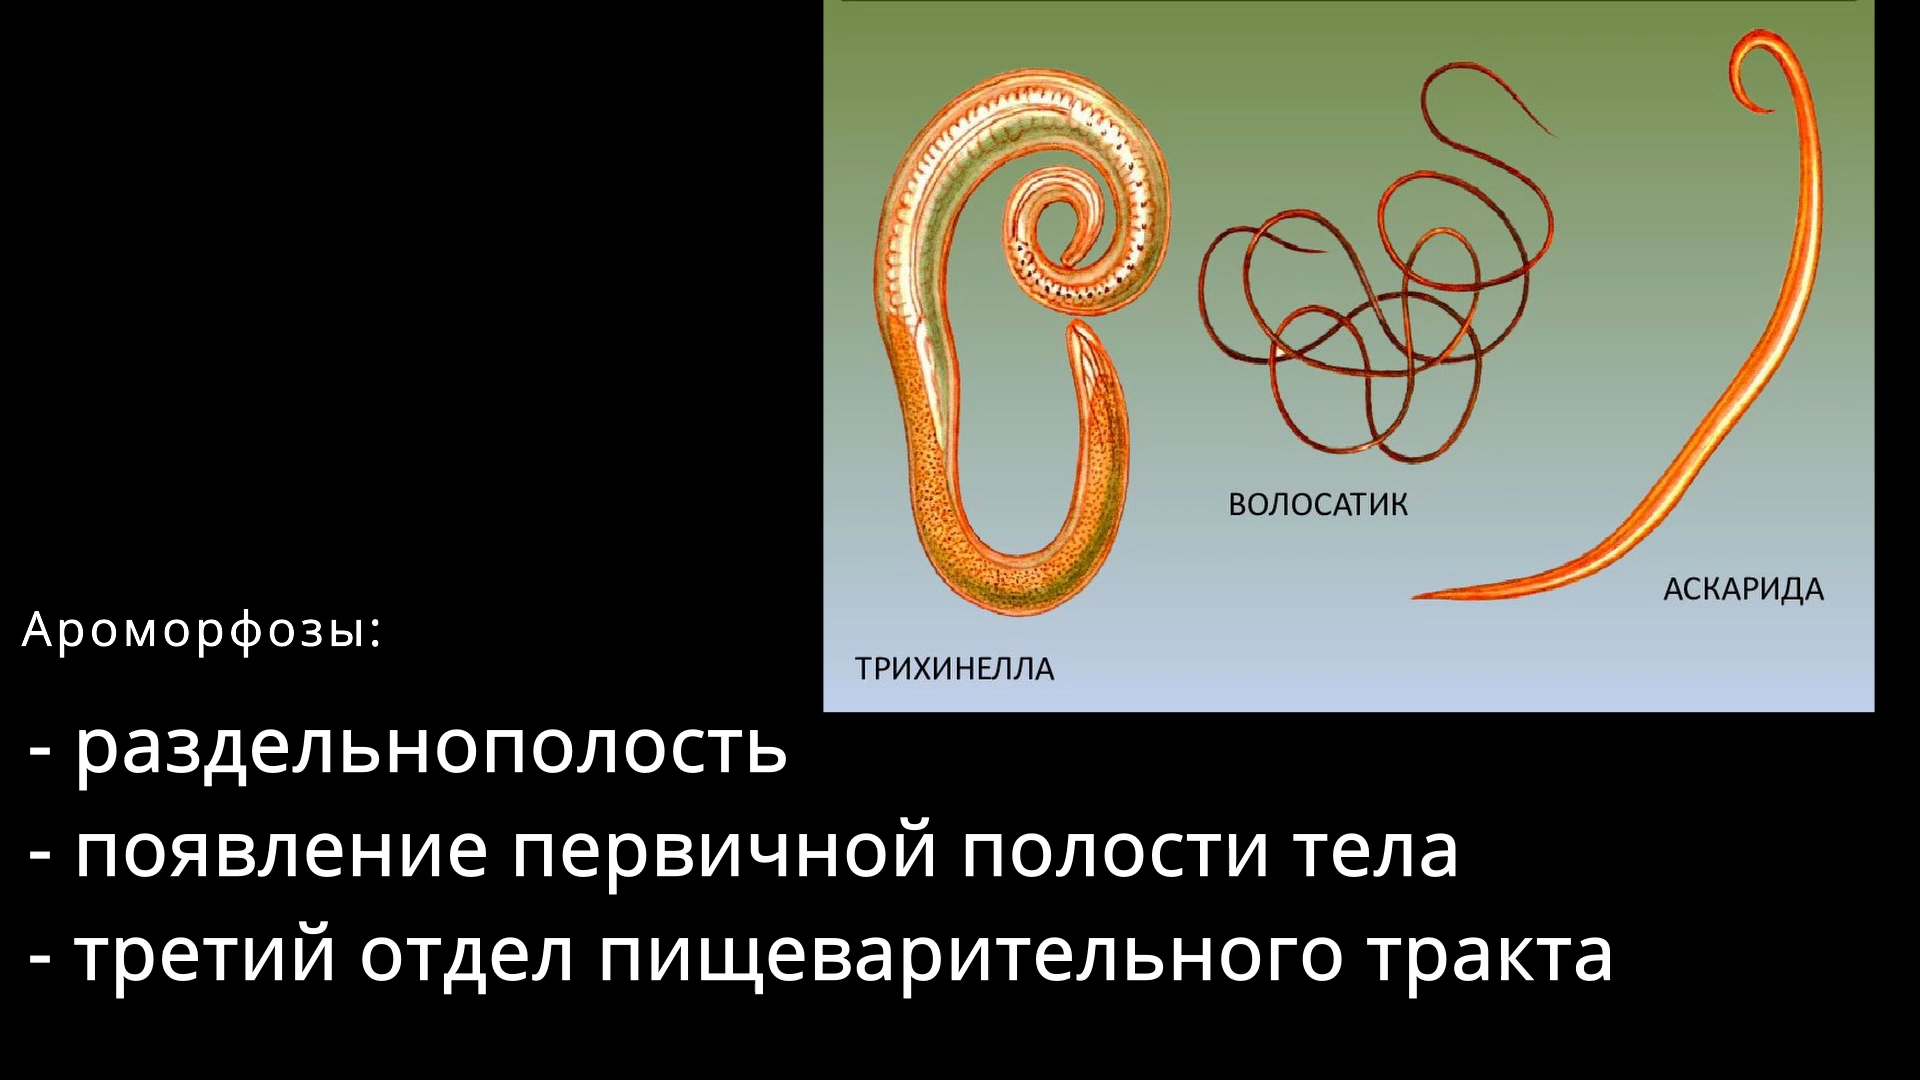 ВОЛОСАТИК
АСКАРИДА
ТРИХИНЕЛЛА
Ароморфозы:
- раздельнополость
- появление первичной полости тела
- третий отдел пищеварительного тракта